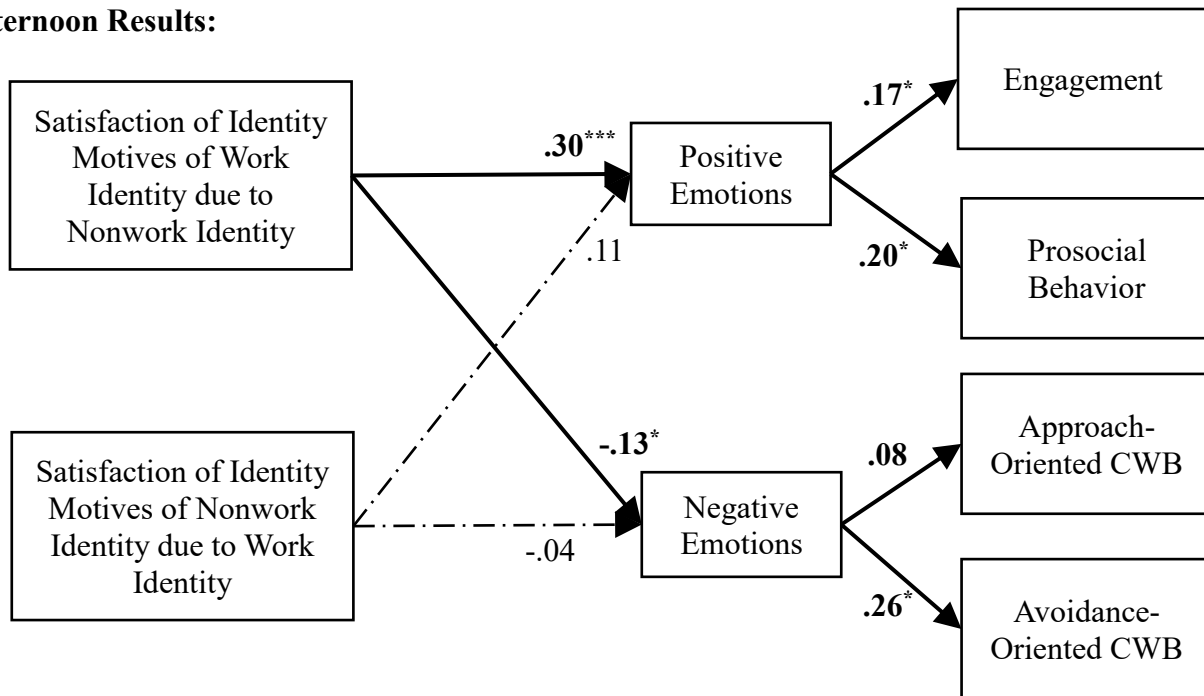 ternoon Results:
Satisfaction of Identity
Motives of Work
Identity due to
Nonwork Identity
.30***
Positive
Emotions
.17*
Engagement
.20*
Prosocial
Behavior
.11
Satisfaction of Identity
Motives of Nonwork
Identity due to Work
Identity
-.13*
-.04
Negative
Emotions
.08
Approach-
Oriented CWB
.26*
Avoidance-
Oriented CWB